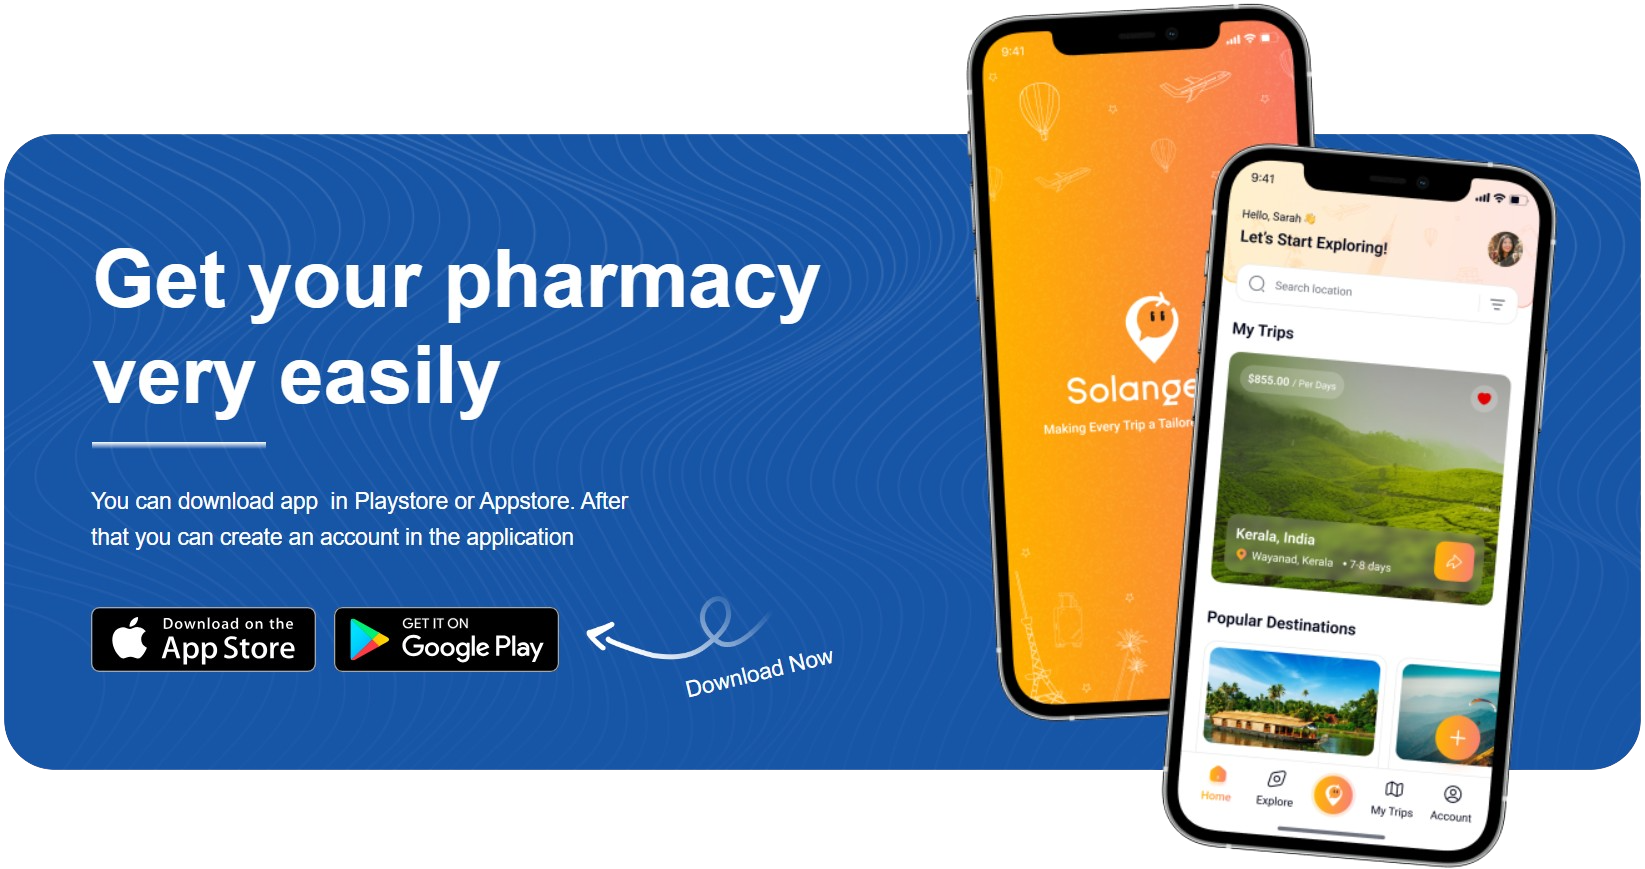 Get your pharmacy
very easily
You can download app  in Playstore or Appstore. After
that you can create an account in the application
Download on the
App Store
GET IT ON
Google Play
Download Now
9:41
Solange
Making Every Trip a Tailor
9:41
Hello, Sarah 👋
Let's Start Exploring!
Search location
My Trips
$855.00 / Per Days
Kerala, India
Wayanad, Kerala • 7-8 days
Popular Destinations
Home
Explore
My Trips
Account